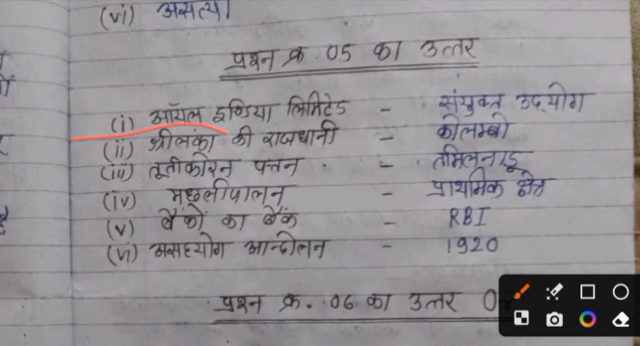 (vi) असत्य।
प्रश्न क्र. 05 का उत्तर
(i) ऑयल इण्डिया लिमिटेड - संयुक्त उद्योग
(ii) श्रीलंका की राजधानी - कोलम्बो
(iii) तूतीकोरिन पत्तन - तमिलनाडू
(iv) मछलीपालन - प्राथमिक क्षेत्र
(v) बैंकों का बैंक - RBI
(vi) असहयोग आन्दोलन - 1920
प्रश्न क्र. 06 का उत्तर